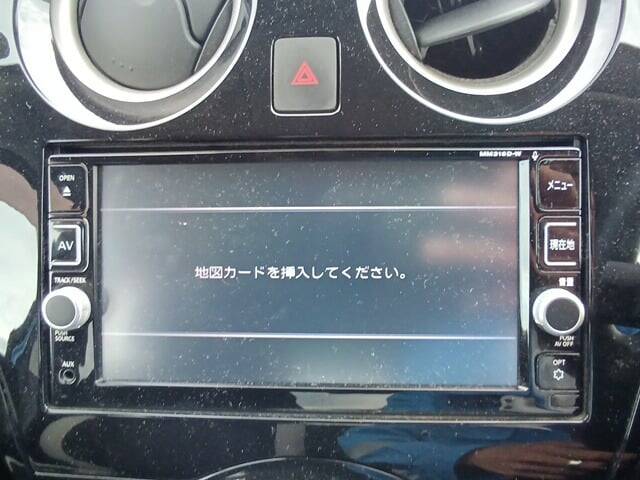 MM316D-W
OPEN
メニュー
AV
現在地
地図カードを挿入してください。
TRACK/SEEK
音量
PUSH
SOURCE
PUSH
AV OFF
AUX
OPT